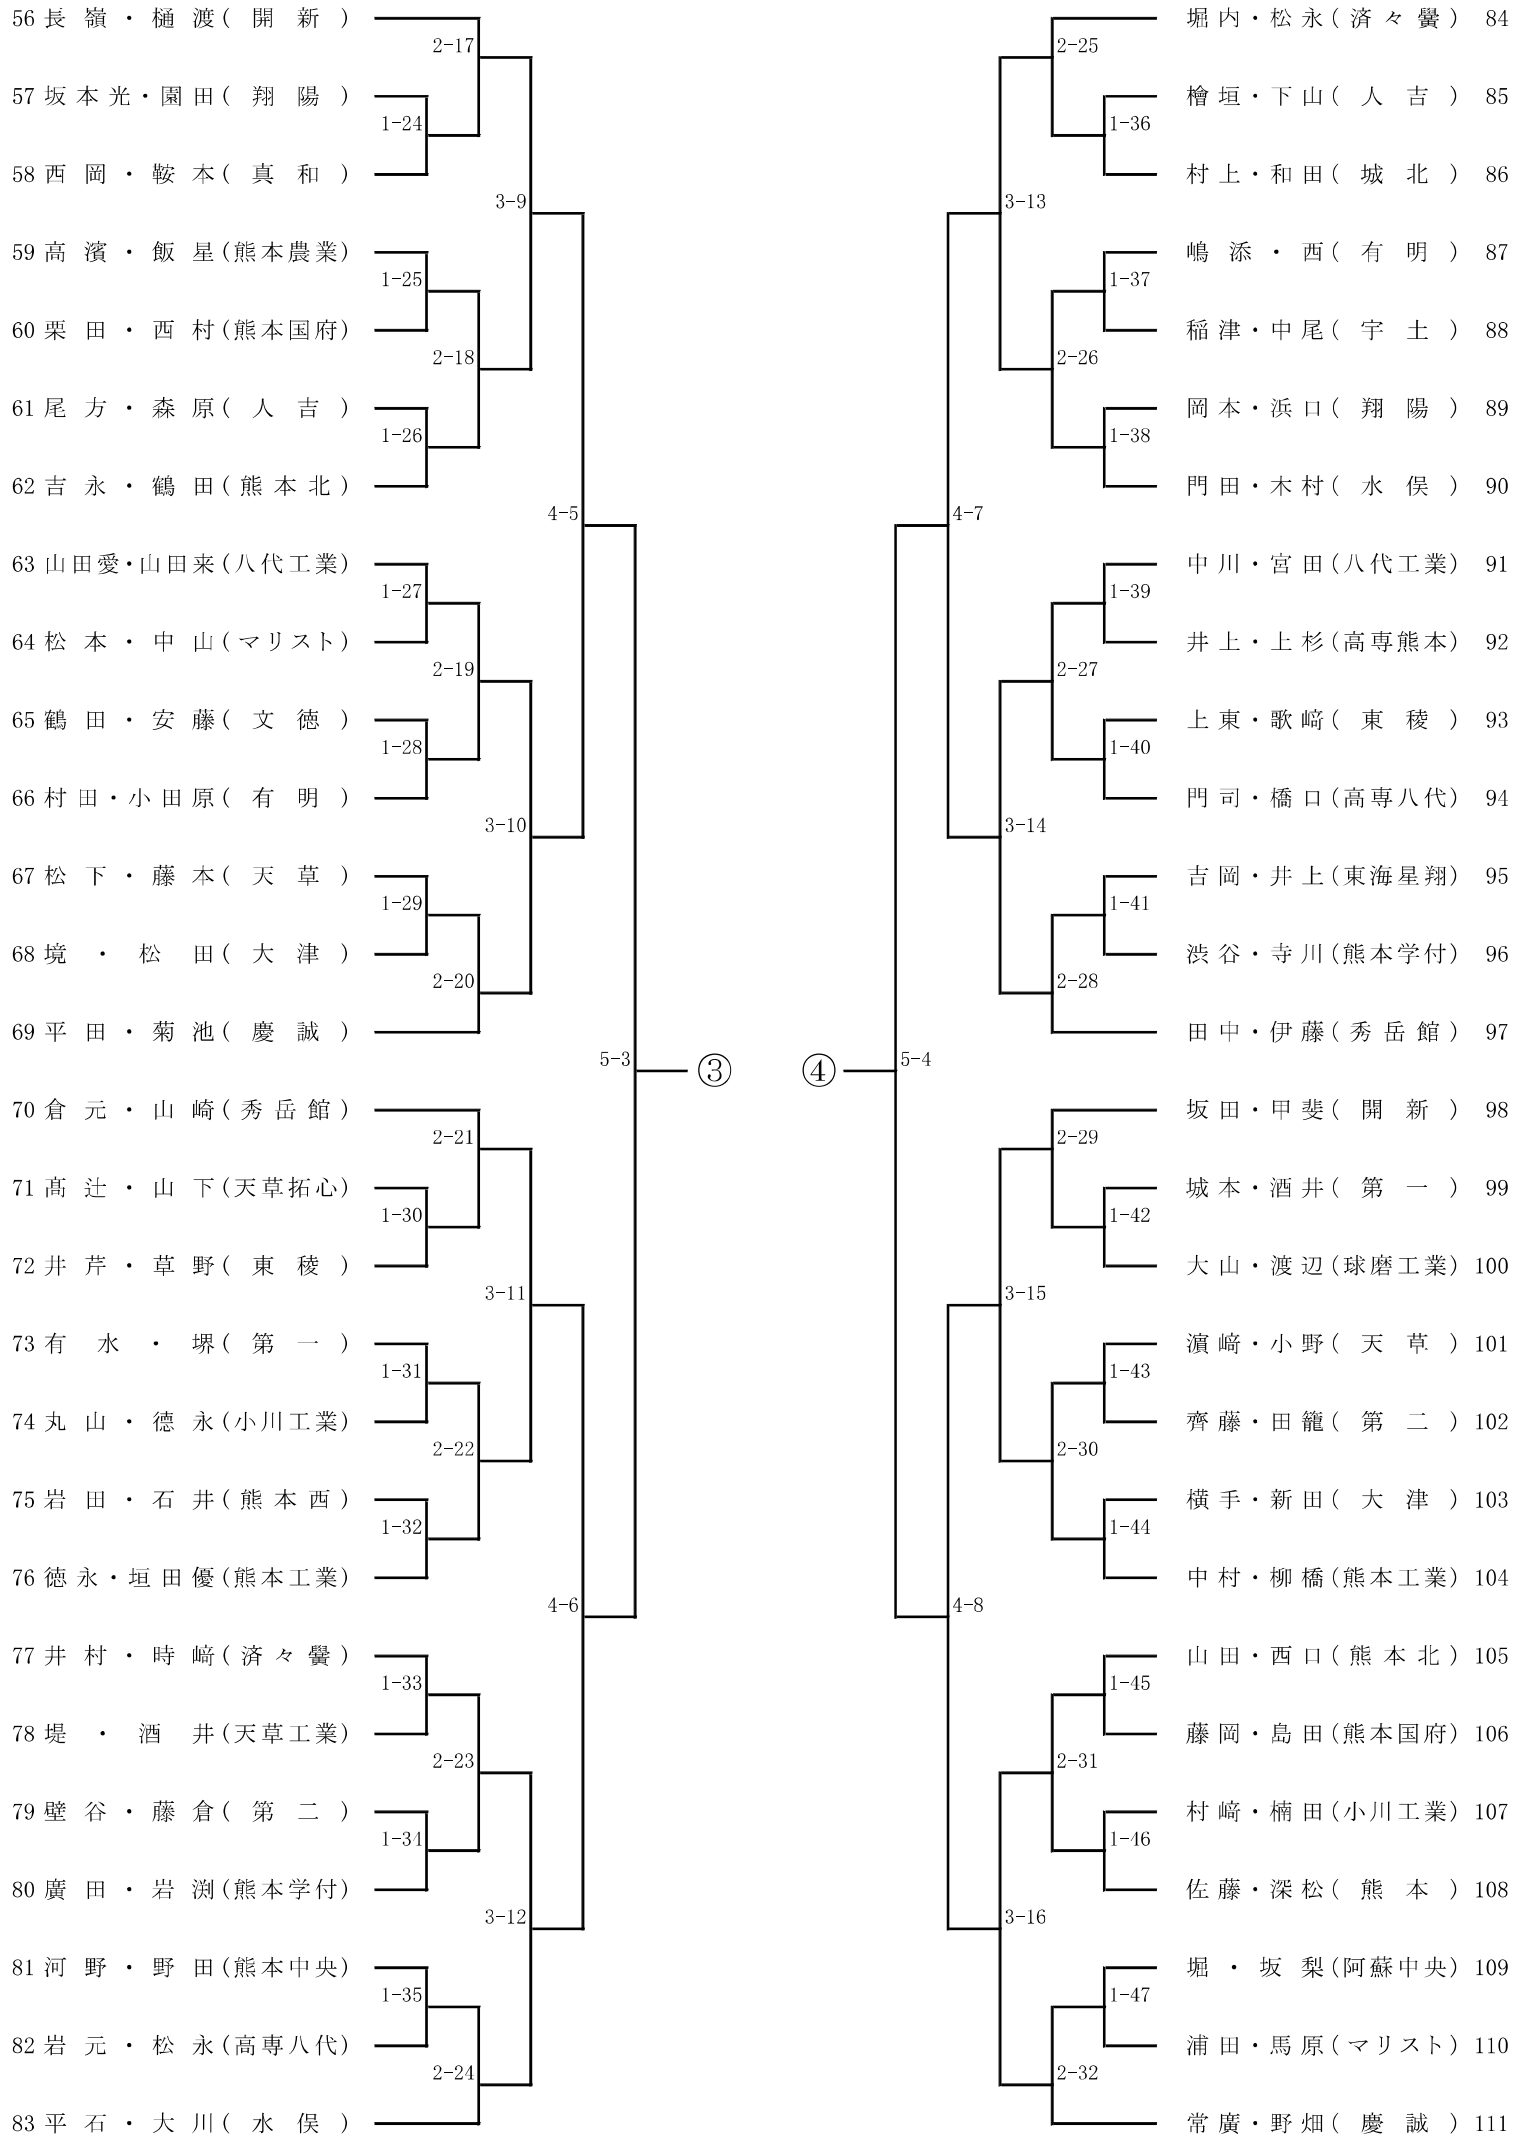 56 長嶺・樋渡(開新)
2-17
57 坂本光・園田(翔陽)
1-24
58 西岡・鞍本(真和)
3-9
59 高濱・飯星(熊本農業)
1-25
60 栗田・西村(熊本国府)
2-18
61 尾方・森原(人吉)
1-26
62 吉永・鶴田(熊本北)
4-5
63 山田愛・山田来(八代工業)
1-27
64 松本・中山(マリスト)
2-19
65 鶴田・安藤(文徳)
1-28
66 村田・小田原(有明)
3-10
67 松下・藤本(天草)
1-29
68 境・松田(大津)
2-20
69 平田・菊池(慶誠)
5-3
③
70 倉元・山崎(秀岳館)
2-21
71 髙辻・山下(天草拓心)
1-30
72 井芹・草野(東稜)
3-11
73 有水・堺(第一)
1-31
74 丸山・德永(小川工業)
2-22
75 岩田・石井(熊本西)
1-32
76 徳永・垣田優(熊本工業)
4-6
77 井村・時﨑(済々黌)
1-33
78 堤・酒井(天草工業)
2-23
79 壁谷・藤倉(第二)
1-34
80 廣田・岩渕(熊本学付)
3-12
81 河野・野田(熊本中央)
1-35
82 岩元・松永(高専八代)
2-24
83 平石・大川(水俣)
堀内・松永(済々黌) 84
2-25
檜垣・下山(人吉) 85
1-36
村上・和田(城北) 86
3-13
嶋添・西(有明) 87
1-37
稲津・中尾(宇土) 88
2-26
岡本・浜口(翔陽) 89
1-38
門田・木村(水俣) 90
4-7
中川・宮田(八代工業) 91
1-39
井上・上杉(高専熊本) 92
2-27
上東・歌﨑(東稜) 93
1-40
門司・橋口(高専八代) 94
3-14
吉岡・井上(東海星翔) 95
1-41
渋谷・寺川(熊本学付) 96
2-28
田中・伊藤(秀岳館) 97
④
5-4
坂田・甲斐(開新) 98
2-29
城本・酒井(第一) 99
1-42
大山・渡辺(球磨工業) 100
3-15
濵﨑・小野(天草) 101
1-43
齊藤・田籠(第二) 102
2-30
横手・新田(大津) 103
1-44
中村・柳橋(熊本工業) 104
4-8
山田・西口(熊本北) 105
1-45
藤岡・島田(熊本国府) 106
2-31
村﨑・楠田(小川工業) 107
1-46
佐藤・深松(熊本) 108
3-16
堀・坂梨(阿蘇中央) 109
1-47
浦田・馬原(マリスト) 110
2-32
常廣・野畑(慶誠) 111